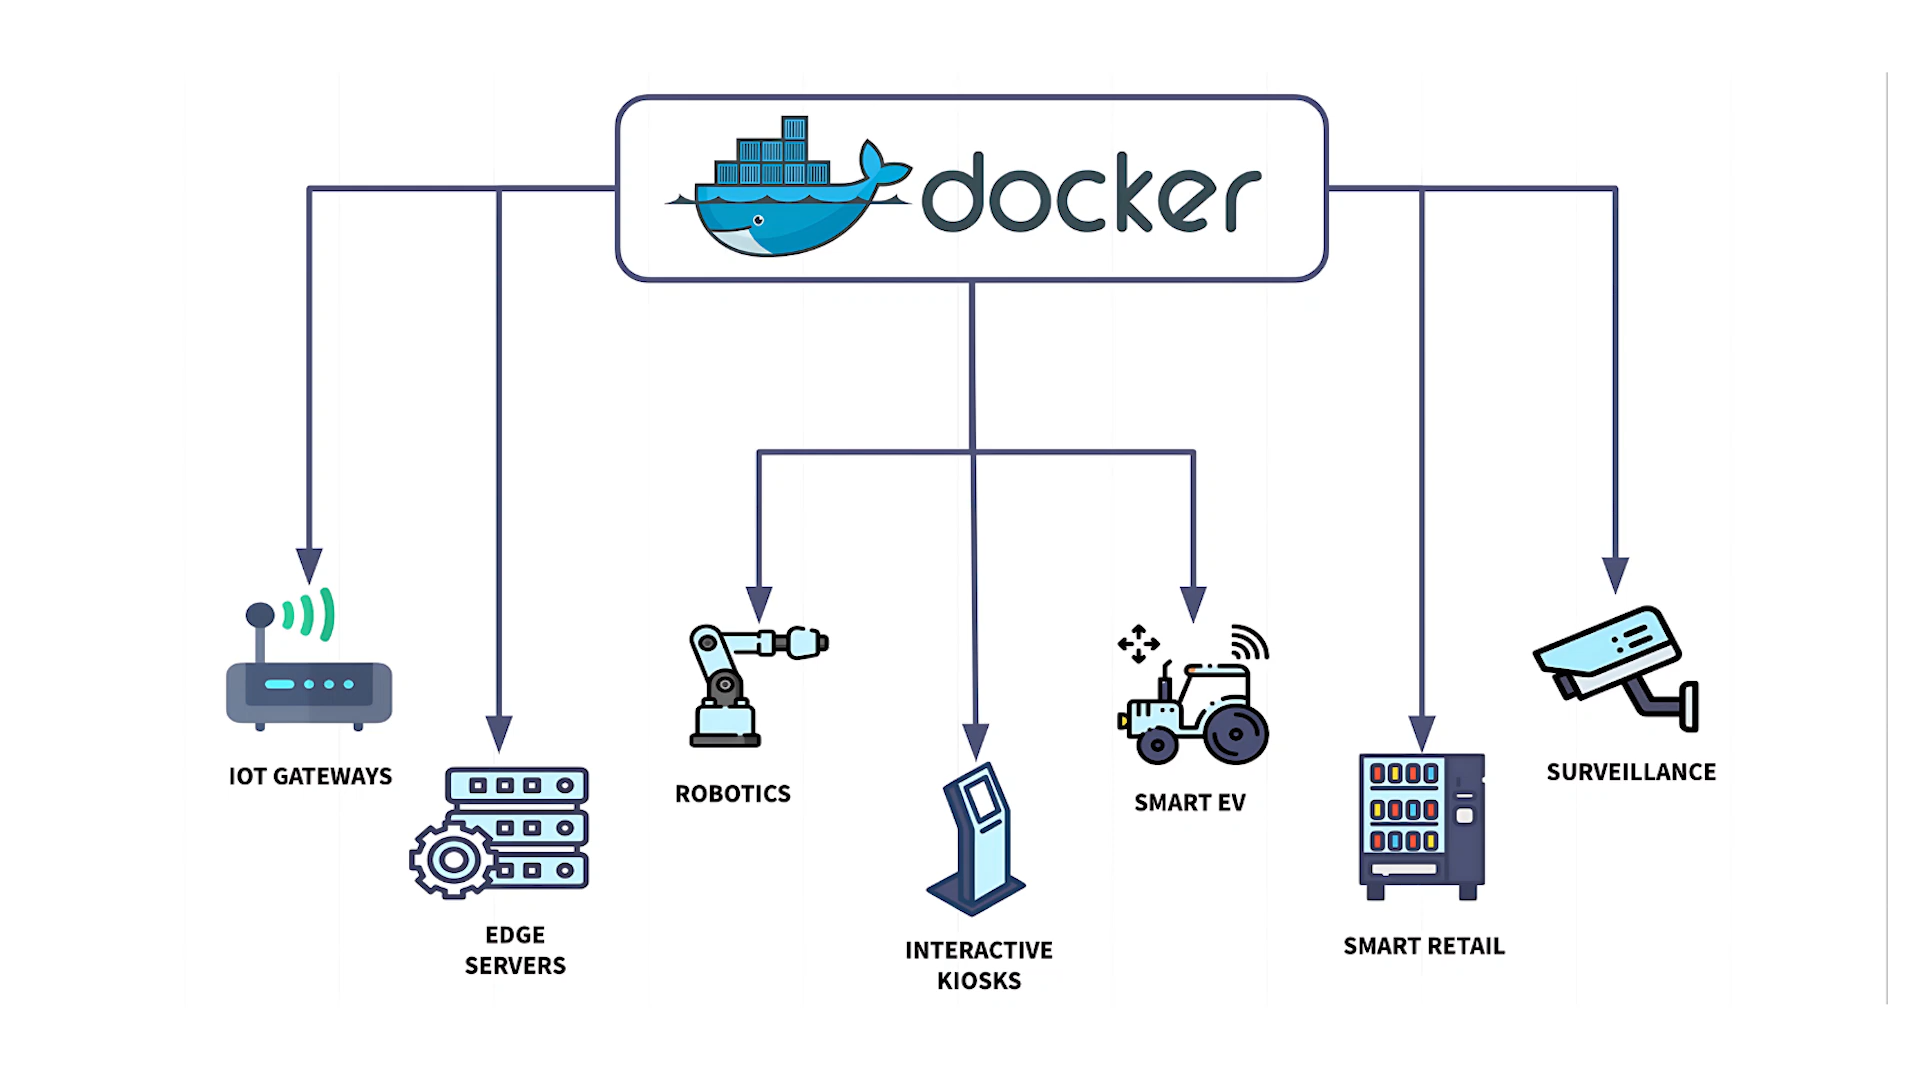 docker
IOT GATEWAYS
EDGE
SERVERS
ROBOTICS
INTERACTIVE
KIOSKS
SMART EV
SMART RETAIL
SURVEILLANCE